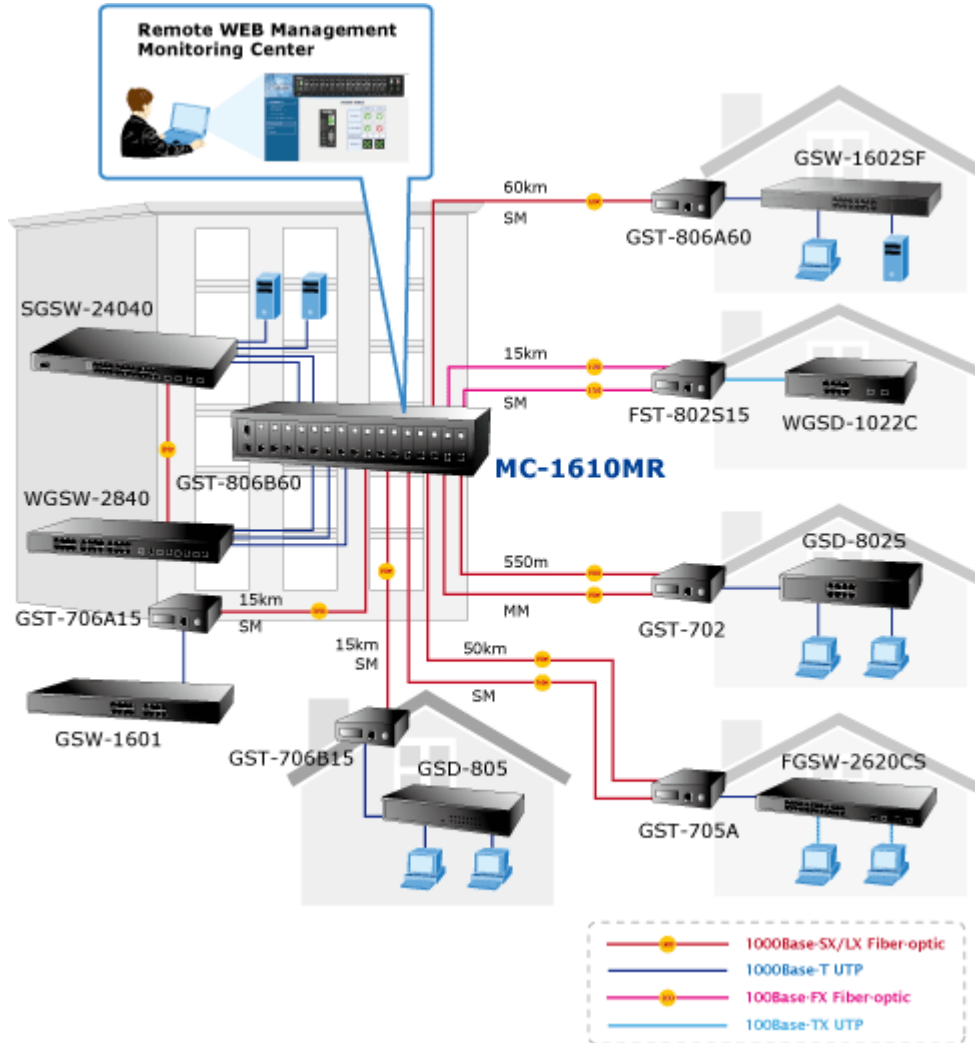 Remote WEB Management
Monitoring Center
60km
SM
GST-806A60
GSW-1602SF
SGSW-24040
15km
SM
FST-802S15
WGSD-1022C
MC-1610MR
GST-806B60
WGSW-2840
550m
MM
GST-702
GSD-802S
GST-706A15
15km
SM
15km
SM
50km
SM
GSW-1601
GST-706B15
GSD-805
GST-705A
FGSW-2620CS
1000Base-SX/LX Fiber-optic
1000Base-T UTP
100Base-FX Fiber-optic
100Base-TX UTP